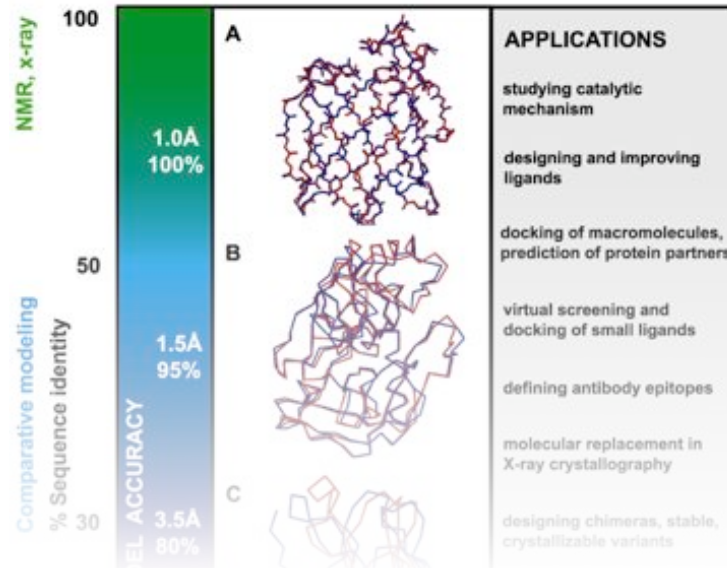 100
NMR, x-ray
A
APPLICATIONS
studying catalytic
mechanism
1.0Å
100%
designing and improving
ligands
docking of macromolecules,
prediction of protein partners
B
50
virtual screening and
docking of small ligands
1.5Å
95%
Comparative modeling
% Sequence identity
defining antibody epitopes
molecular replacement in
X-ray crystallography
ACCURACY
C
30
3.5Å
80%
designing chimeras, stable,
crystallizable variants